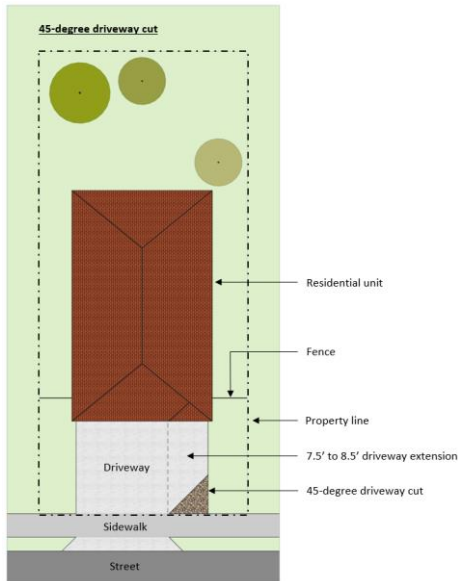 45-degree driveway cut
Residential unit
Fence
Property line
7.5' to 8.5' driveway extension
Driveway
45-degree driveway cut
Sidewalk
Street